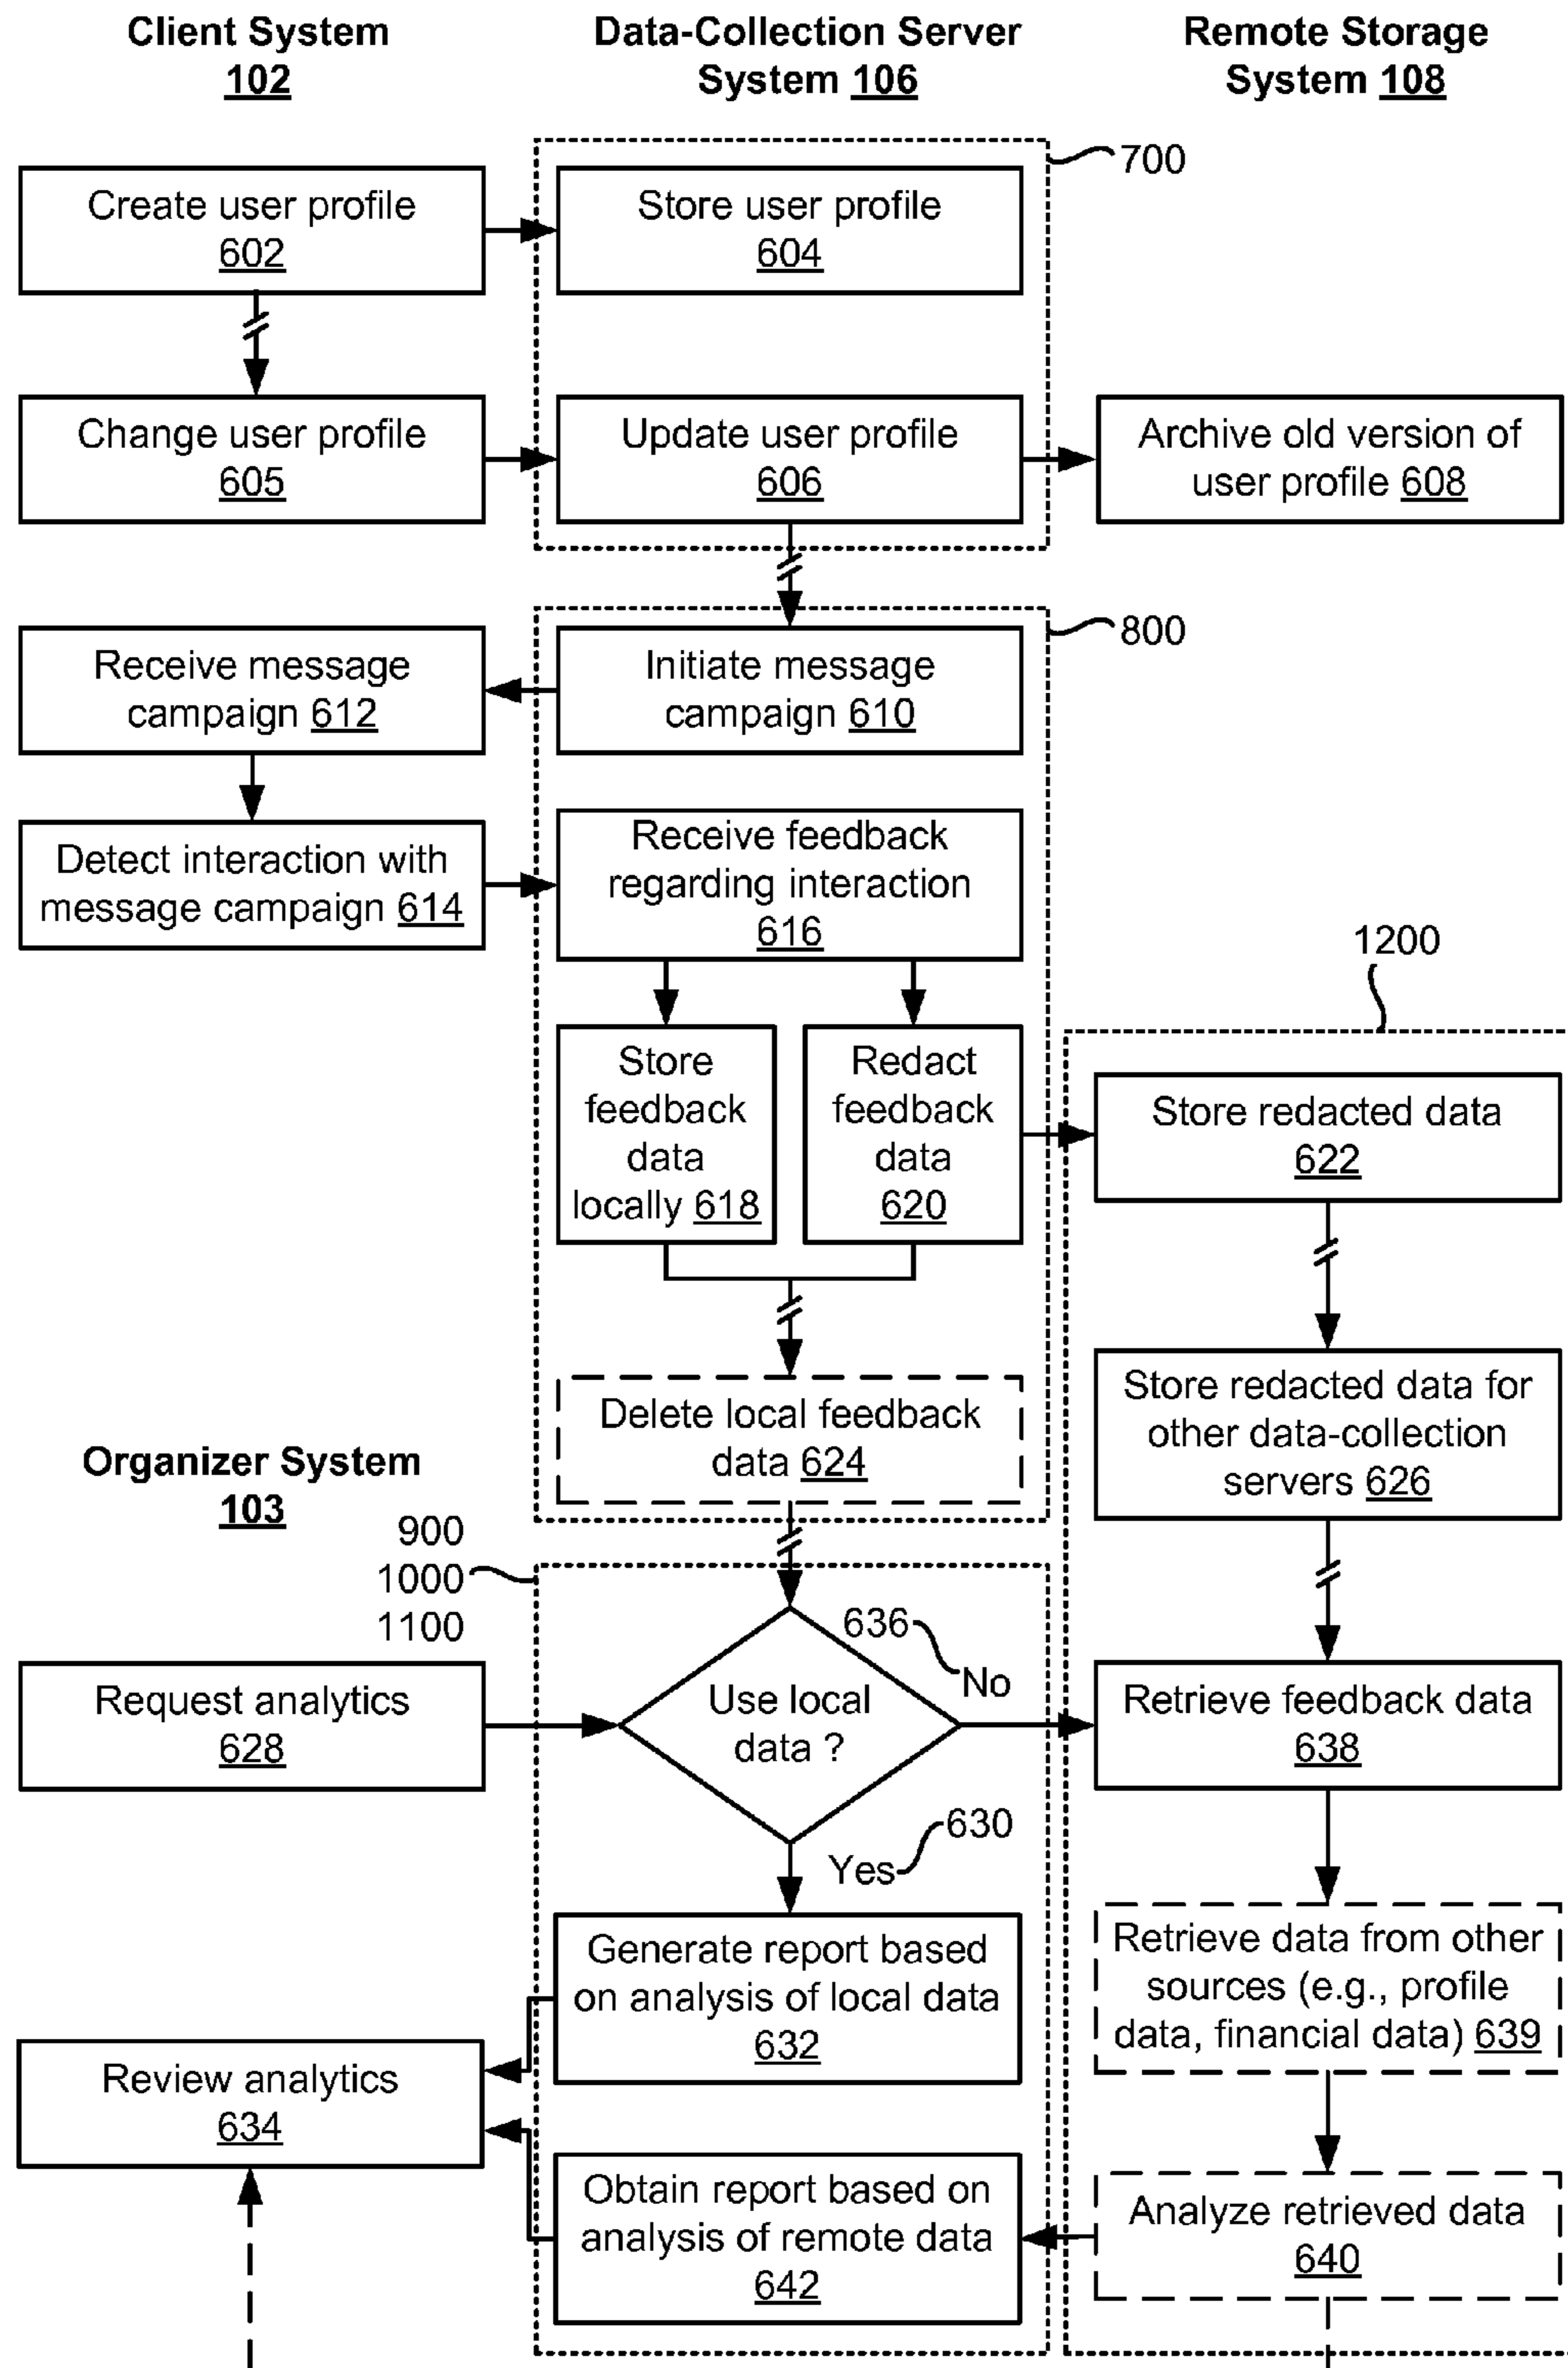 Client System
102
Data-Collection Server
System 106
Remote Storage
System 108
700
Create user profile
602
Store user profile
604
Change user profile
605
Update user profile
606
Archive old version of
user profile 608
800
Receive message
campaign 612
Initiate message
campaign 610
Detect interaction with
message campaign 614
Receive feedback
regarding interaction
616
1200
Store
feedback
data
locally 618
Redact
feedback
data
620
Store redacted data
622
Delete local feedback
data 624
Store redacted data for
other data-collection
servers 626
Organizer System
103
900
1000
1100
636
No
Request analytics
628
Use local
data ?
Retrieve feedback data
638
630
Yes
Generate report based
on analysis of local data
632
Retrieve data from other
sources (e.g., profile
data, financial data) 639
Review analytics
634
Obtain report based on
analysis of remote data
642
Analyze retrieved data
640